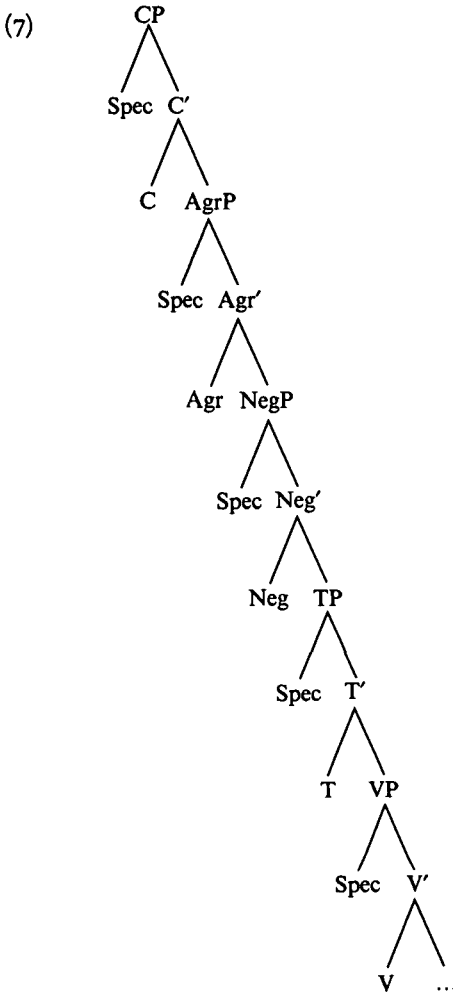 (7)
CP
Spec C′
C AgrP
Spec Agr′
Agr NegP
Spec Neg′
Neg TP
Spec T′
T VP
Spec V′
V ...